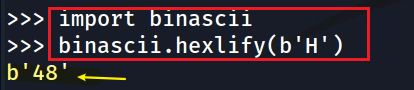 >>> import binascii
>>> binascii.hexlify(b'H')
b'48'